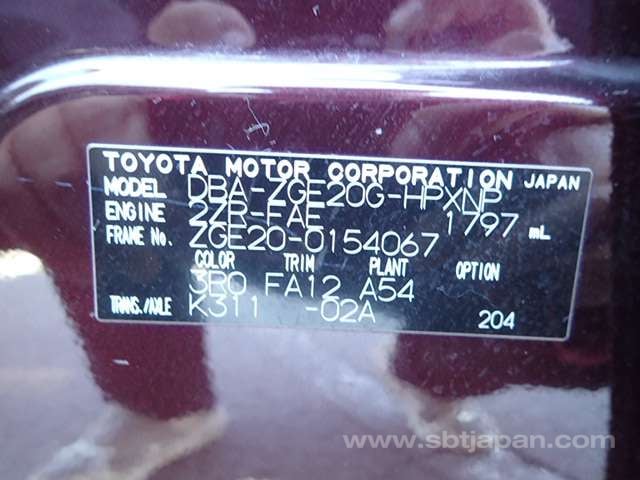 TOYOTA MOTOR CORPORATION JAPAN
MODEL DBA-ZGE20G-HPXNP
ENGINE 2ZR-FAE 1797 mL
FRAME No. ZGE20-0154067
COLOR TRIM PLANT OPTION
3R0 FA12 A54
TRANS./AXLE K311 -02A 204
www.sbtjapan.com